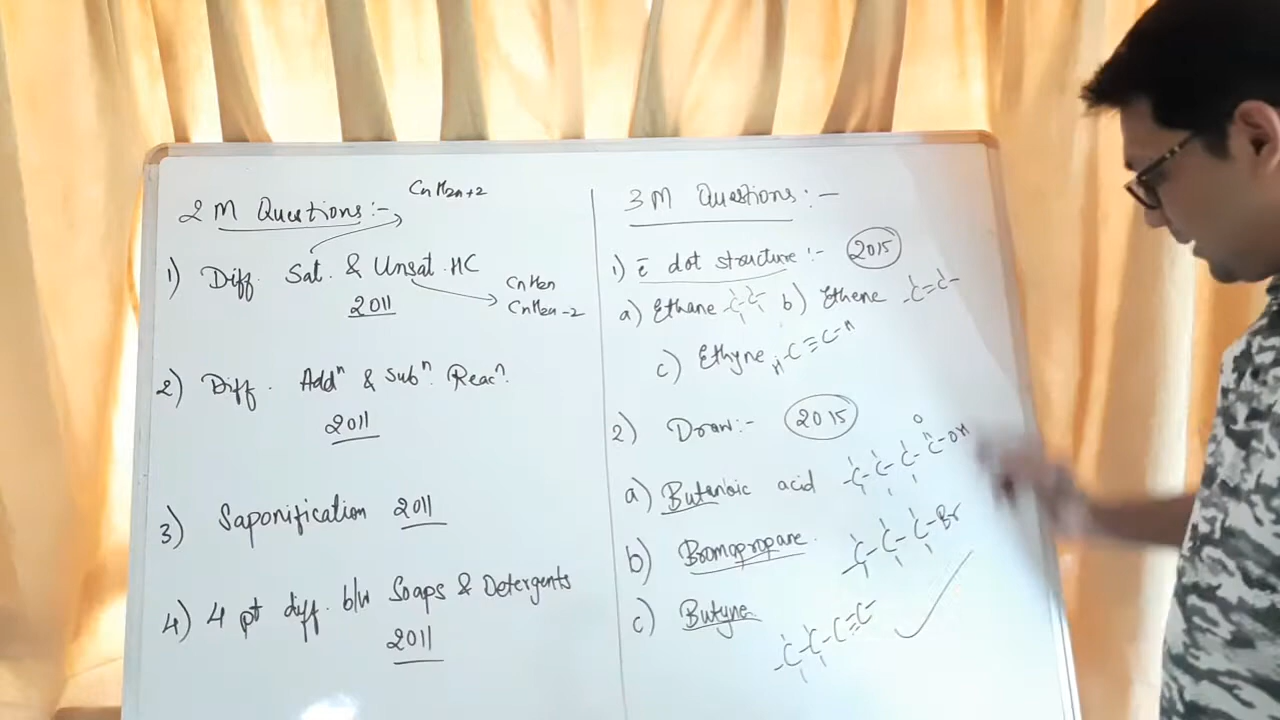 2 M Questions:-
CnH2n+2
1) Diff. Sat. & Unsat. HC
2011
CnH2n
CnH2n-2
2) Diff. Addⁿ & Subⁿ. Reacⁿ.
2011
3) Saponification 2011
4) 4 pt diff. b/w Soaps & Detergents
2011
3 M Questions:-
1) ē dot structure:- 2015
a) Ethane -C-C- b) Ethene -C=C-
c) Ethyne H-C≡C-H
2) Draw:- 2015
a) Butanoic acid -C-C-C-C-OH
O
b) Bromopropane. -C-C-C-Br
c) Butyne
-C-C-C≡C-